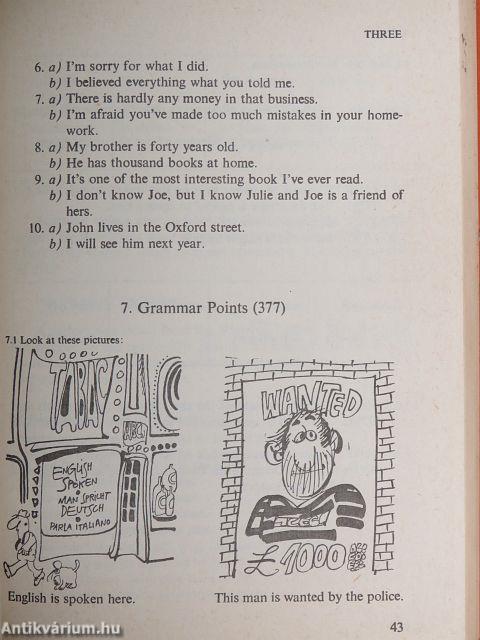 THREE
6. a) I'm sorry for what I did.
b) I believed everything what you told me.
7. a) There is hardly any money in that business.
b) I'm afraid you've made too much mistakes in your home-
work.
8. a) My brother is forty years old.
b) He has thousand books at home.
9. a) It's one of the most interesting book I've ever read.
b) I don't know Joe, but I know Julie and Joe is a friend of
hers.
10. a) John lives in the Oxford street.
b) I will see him next year.
7. Grammar Points (377)
7.1 Look at these pictures:
TABAC
ENGLISH
SPOKEN
MAN SPRICHT
DEUTSCH
PARLA ITALIANO
WANTED
£ 1000
English is spoken here.
This man is wanted by the police.
43
Antikvárium.hu